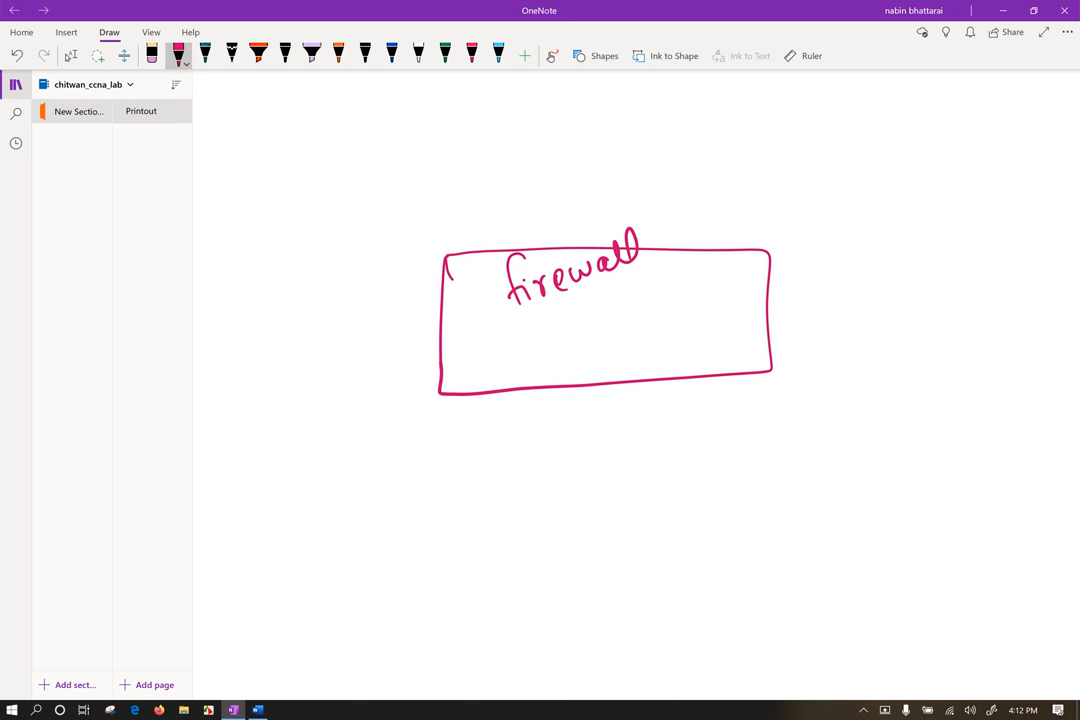 OneNote
nabin bhattarai
Home
Insert
Draw
View
Help
Share
Shapes
Ink to Shape
Ink to Text
Ruler
chitwan_ccna_lab
New Sectio...
Printout
firewall
Add sect...
Add page
4:12 PM